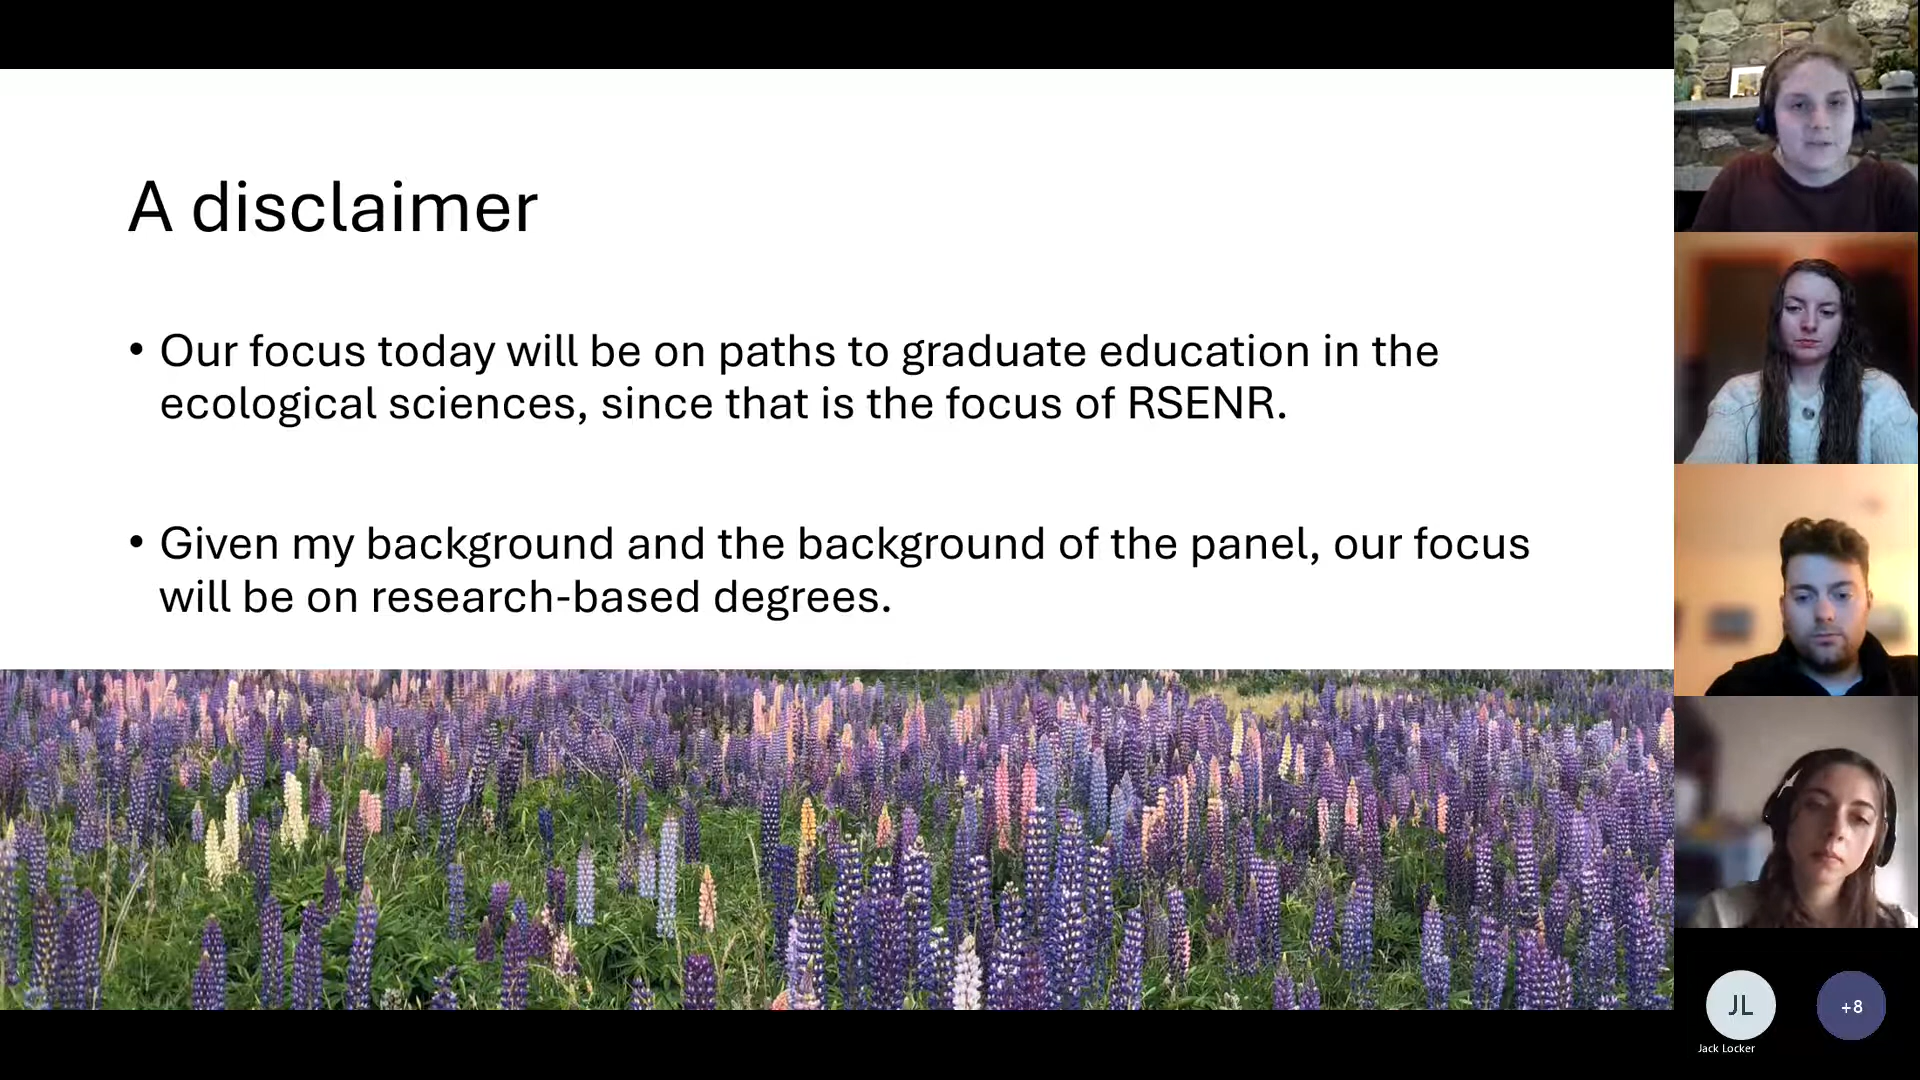 A disclaimer
• Our focus today will be on paths to graduate education in the
ecological sciences, since that is the focus of RSENR.
• Given my background and the background of the panel, our focus
will be on research-based degrees.
JL
+8
Jack Locker